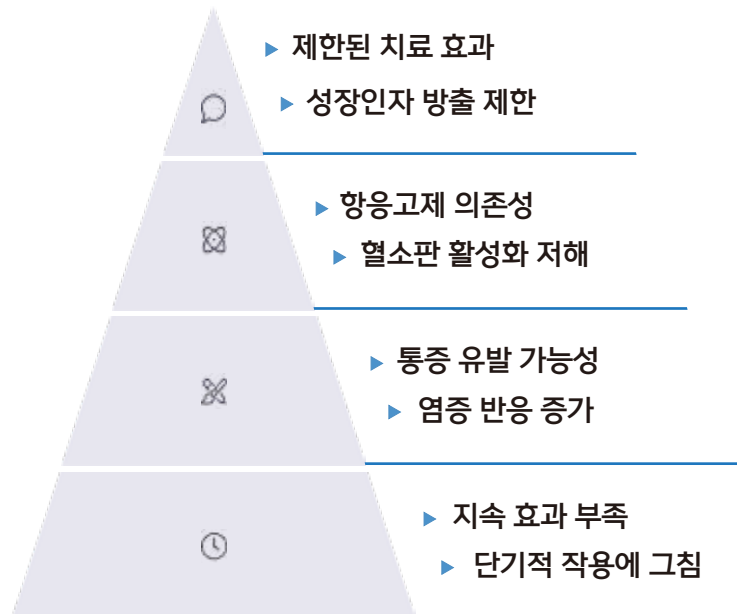 ▶ 제한된 치료 효과
▶ 성장인자 방출 제한
▶ 항응고제 의존성
▶ 혈소판 활성화 저해
▶ 통증 유발 가능성
▶ 염증 반응 증가
▶ 지속 효과 부족
▶ 단기적 작용에 그침